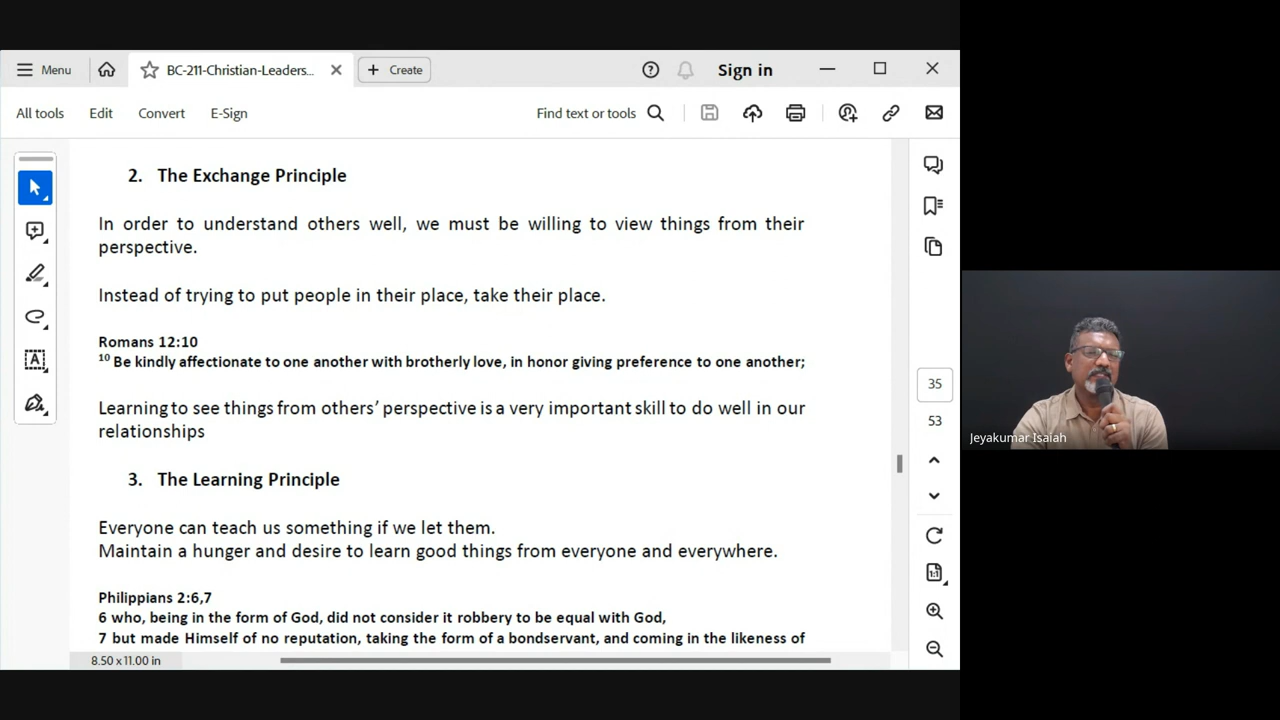 Menu
BC-211-Christian-Leaders...
Create
Sign in
All tools
Edit
Convert
E-Sign
Find text or tools
2. The Exchange Principle
In order to understand others well, we must be willing to view things from their
perspective.
Instead of trying to put people in their place, take their place.
Romans 12:10
10 Be kindly affectionate to one another with brotherly love, in honor giving preference to one another;
Learning to see things from others’ perspective is a very important skill to do well in our
relationships
3. The Learning Principle
Everyone can teach us something if we let them.
Maintain a hunger and desire to learn good things from everyone and everywhere.
Philippians 2:6,7
6 who, being in the form of God, did not consider it robbery to be equal with God,
7 but made Himself of no reputation, taking the form of a bondservant, and coming in the likeness of
8.50 x 11.00 in
35
53
1:1
Jeyakumar Isaiah